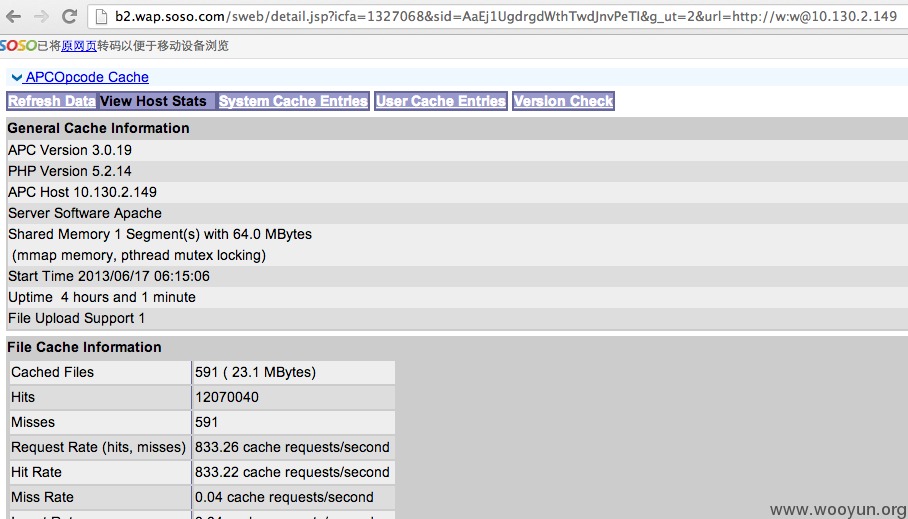 b2.wap.soso.com/sweb/detail.jsp?icfa=1327068&sid=AaEj1UgdrgdWthTwdJnvPeTI&g_ut=2&url=http://w:w@10.130.2.149
SOSO已将原网页转码以便于移动设备浏览
APCOpcode Cache
Refresh Data View Host Stats System Cache Entries User Cache Entries Version Check
General Cache Information
APC Version 3.0.19
PHP Version 5.2.14
APC Host 10.130.2.149
Server Software Apache
Shared Memory 1 Segment(s) with 64.0 MBytes
(mmap memory, pthread mutex locking)
Start Time 2013/06/17 06:15:06
Uptime 4 hours and 1 minute
File Upload Support 1
File Cache Information
Cached Files 591 ( 23.1 MBytes)
Hits 12070040
Misses 591
Request Rate (hits, misses) 833.26 cache requests/second
Hit Rate 833.22 cache requests/second
Miss Rate 0.04 cache requests/second
www.wooyun.org